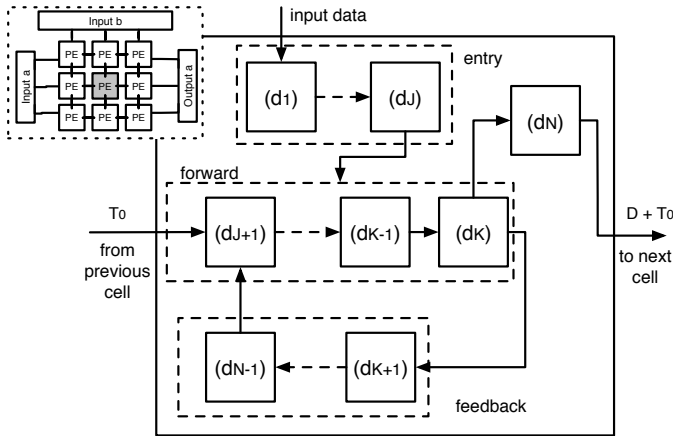 Input b
Input a
PE PE PE
PE PE PE
PE PE PE
Output a
input data
entry
(d1)
(dJ)
(dN)
forward
T0
from
previous
cell
(dJ+1)
(dK-1)
(dK)
D + T0
to next
cell
(dN-1)
(dK+1)
feedback